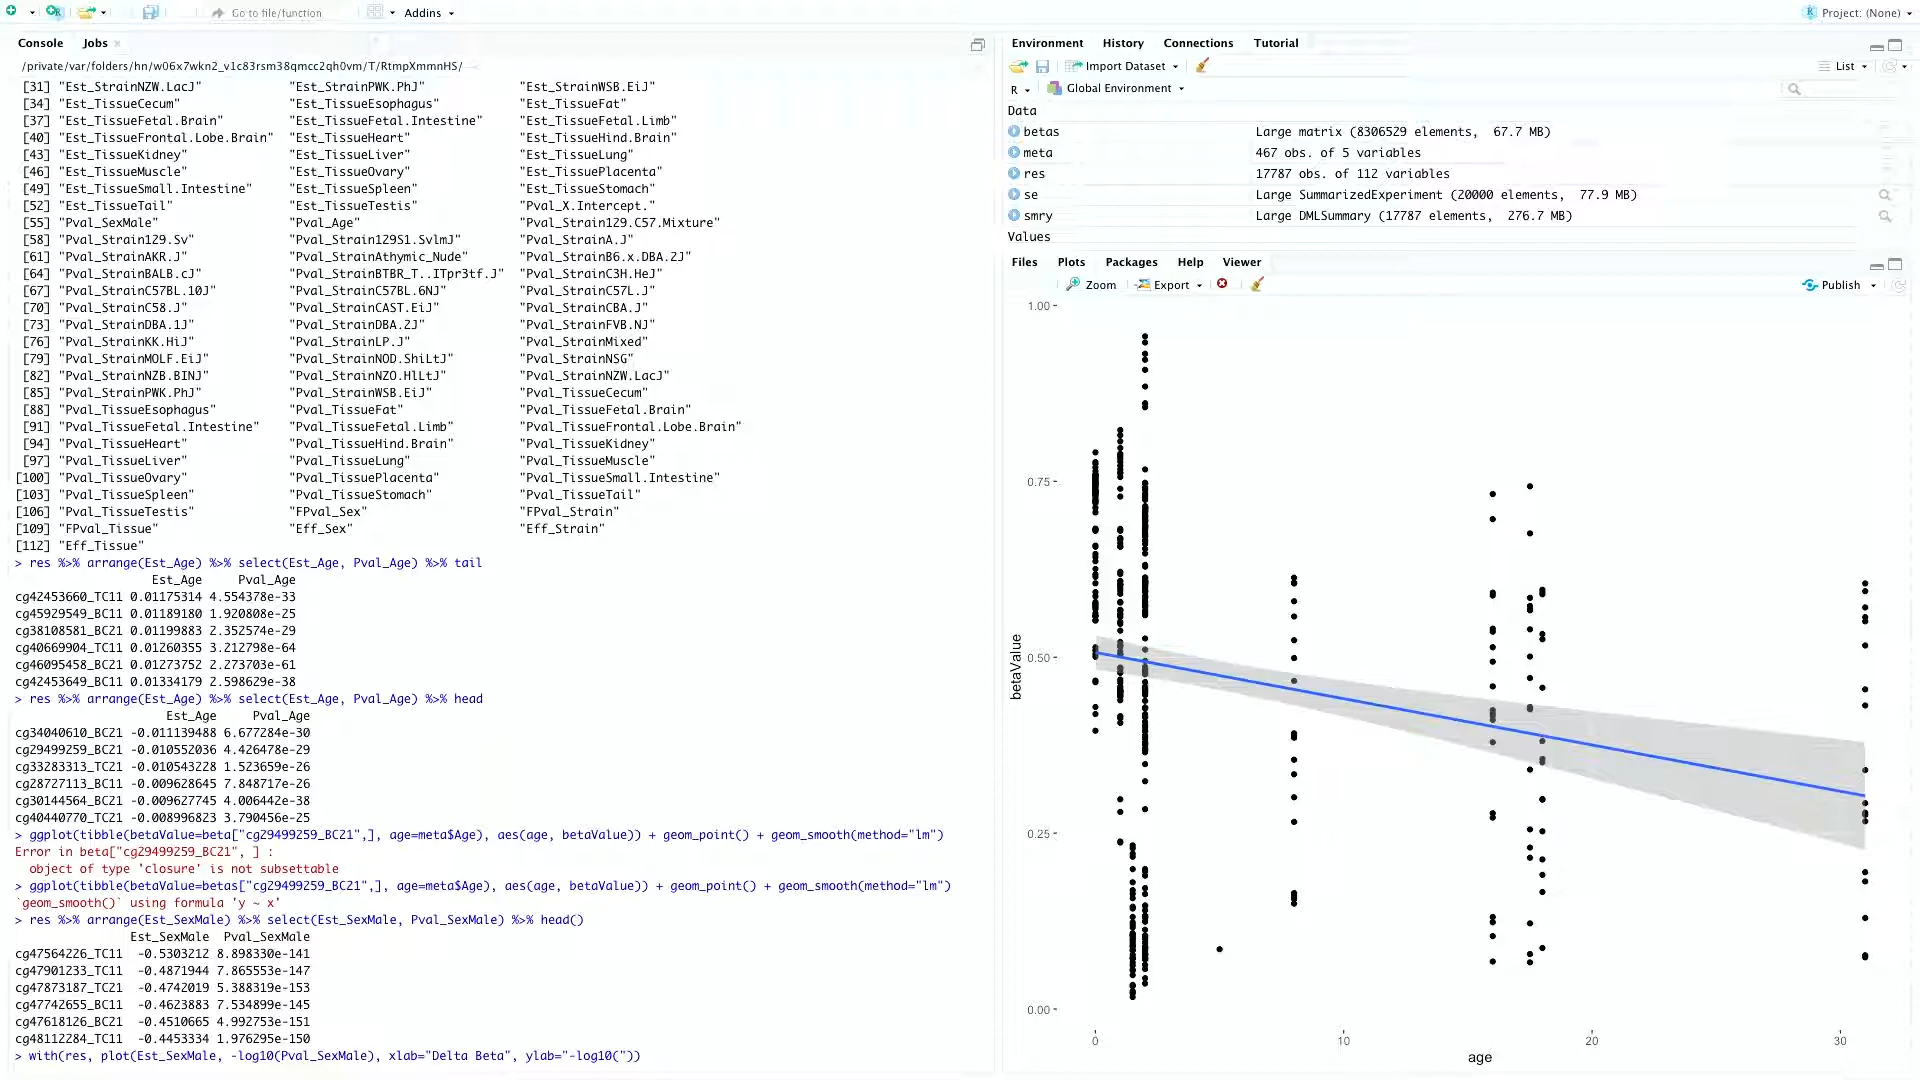 Go to file/function
Addins
Project: (None)
Console Jobs
/private/var/folders/hn/w06x7wkn2_v1c83rsm38qmcc2qh0vm/T/RtmpXmmnHS/
[31] "Est_StrainNZW.LacJ" "Est_StrainPWK.PhJ" "Est_StrainWSB.EiJ"
[34] "Est_TissueCecum" "Est_TissueEsophagus" "Est_TissueFat"
[37] "Est_TissueFetal.Brain" "Est_TissueFetal.Intestine" "Est_TissueFetal.Limb"
[40] "Est_TissueFrontal.Lobe.Brain" "Est_TissueHeart" "Est_TissueHind.Brain"
[43] "Est_TissueKidney" "Est_TissueLiver" "Est_TissueLung"
[46] "Est_TissueMuscle" "Est_TissueOvary" "Est_TissuePlacenta"
[49] "Est_TissueSmall.Intestine" "Est_TissueSpleen" "Est_TissueStomach"
[52] "Est_TissueTail" "Est_TissueTestis" "Pval_X.Intercept."
[55] "Pval_SexMale" "Pval_Age" "Pval_Strain129.C57.Mixture"
[58] "Pval_Strain129.Sv" "Pval_Strain129S1.SvlmJ" "Pval_StrainA.J"
[61] "Pval_StrainAKR.J" "Pval_StrainAthymic_Nude" "Pval_StrainB6.x.DBA.2J"
[64] "Pval_StrainBALB.cJ" "Pval_StrainBTBR_T..ITpr3tf.J" "Pval_StrainC3H.HeJ"
[67] "Pval_StrainC57BL.10J" "Pval_StrainC57BL.6NJ" "Pval_StrainC57L.J"
[70] "Pval_StrainC58.J" "Pval_StrainCAST.EiJ" "Pval_StrainCBA.J"
[73] "Pval_StrainDBA.1J" "Pval_StrainDBA.2J" "Pval_StrainFVB.NJ"
[76] "Pval_StrainKK.HiJ" "Pval_StrainLP.J" "Pval_StrainMixed"
[79] "Pval_StrainMOLF.EiJ" "Pval_StrainNOD.ShiLtJ" "Pval_StrainNSG"
[82] "Pval_StrainNZB.BINJ" "Pval_StrainNZO.HlLtJ" "Pval_StrainNZW.LacJ"
[85] "Pval_StrainPWK.PhJ" "Pval_StrainWSB.EiJ" "Pval_TissueCecum"
[88] "Pval_TissueEsophagus" "Pval_TissueFat" "Pval_TissueFetal.Brain"
[91] "Pval_TissueFetal.Intestine" "Pval_TissueFetal.Limb" "Pval_TissueFrontal.Lobe.Brain"
[94] "Pval_TissueHeart" "Pval_TissueHind.Brain" "Pval_TissueKidney"
[97] "Pval_TissueLiver" "Pval_TissueLung" "Pval_TissueMuscle"
[100] "Pval_TissueOvary" "Pval_TissuePlacenta" "Pval_TissueSmall.Intestine"
[103] "Pval_TissueSpleen" "Pval_TissueStomach" "Pval_TissueTail"
[106] "Pval_TissueTestis" "FPval_Sex" "FPval_Strain"
[109] "FPval_Tissue" "Eff_Sex" "Eff_Strain"
[112] "Eff_Tissue"
> res %>% arrange(Est_Age) %>% select(Est_Age, Pval_Age) %>% tail
Est_Age Pval_Age
cg42453660_TC11 0.01175314 4.554378e-33
cg45929549_BC11 0.01189180 1.920808e-25
cg38108581_BC21 0.01199883 2.352574e-29
cg40669904_TC11 0.01260355 3.212798e-64
cg46095458_BC21 0.01273752 2.273703e-61
cg42453649_BC11 0.01334179 2.598629e-38
> res %>% arrange(Est_Age) %>% select(Est_Age, Pval_Age) %>% head
Est_Age Pval_Age
cg34040610_BC21 -0.011139488 6.677284e-30
cg29499259_BC21 -0.010552036 4.426478e-29
cg33283313_TC21 -0.010543228 1.523659e-26
cg28727113_BC11 -0.009628645 7.848717e-26
cg30144564_BC21 -0.009627745 4.006442e-38
cg40440770_TC21 -0.008996823 3.790456e-25
> ggplot(tibble(betaValue=beta["cg29499259_BC21",], age=meta$Age), aes(age, betaValue)) + geom_point() + geom_smooth(method="lm")
Error in beta["cg29499259_BC21", ] :
object of type 'closure' is not subsettable
> ggplot(tibble(betaValue=betas["cg29499259_BC21",], age=meta$Age), aes(age, betaValue)) + geom_point() + geom_smooth(method="lm")
`geom_smooth()` using formula 'y ~ x'
> res %>% arrange(Est_SexMale) %>% select(Est_SexMale, Pval_SexMale) %>% head()
Est_SexMale Pval_SexMale
cg47564226_TC11 -0.5303212 8.898330e-141
cg47901233_TC11 -0.4871944 7.865553e-147
cg47873187_TC21 -0.4742019 5.388319e-153
cg47742655_BC11 -0.4623883 7.534899e-145
cg47618126_BC21 -0.4510665 4.992753e-151
cg48112284_TC11 -0.4453334 1.976295e-150
> with(res, plot(Est_SexMale, -log10(Pval_SexMale), xlab="Delta Beta", ylab="-log10("))
Environment History Connections Tutorial
Import Dataset List
R Global Environment
Data
betas Large matrix (8306529 elements, 67.7 MB)
meta 467 obs. of 5 variables
res 17787 obs. of 112 variables
se Large SummarizedExperiment (20000 elements, 77.9 MB)
smry Large DMLSummary (17787 elements, 276.7 MB)
Values
Files Plots Packages Help Viewer
Zoom Export Publish
1.00
0.75
0.50
0.25
0.00
betaValue
0 10 20 30
age